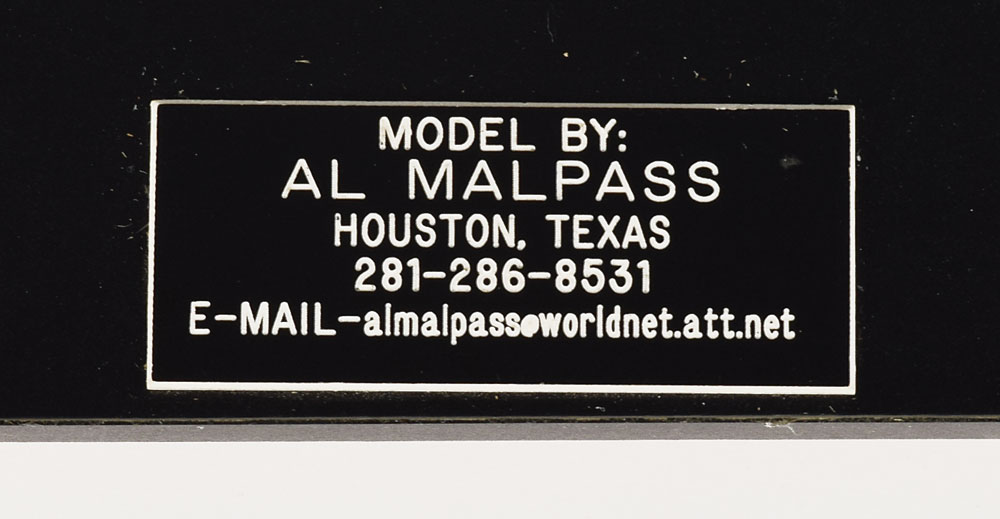 MODEL BY:
AL MALPASS
HOUSTON, TEXAS
281-286-8531
E-MAIL-almalpass@worldnet.att.net